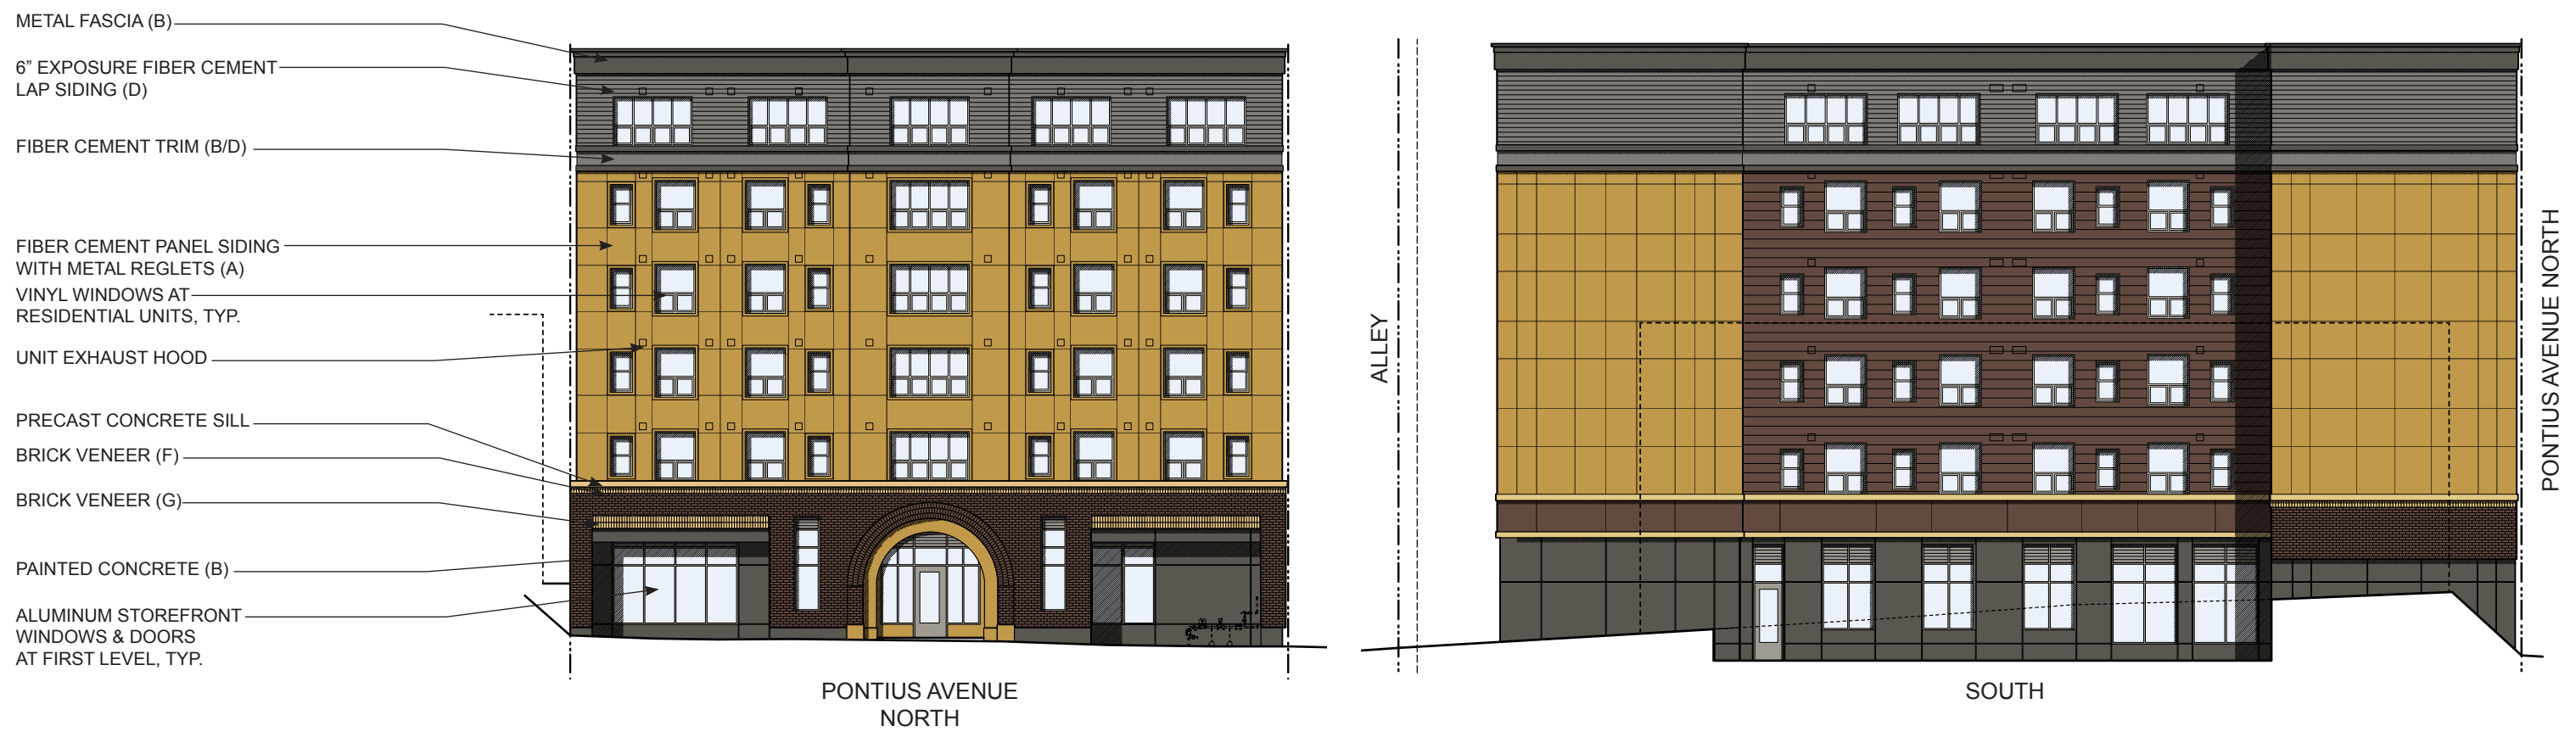 METAL FASCIA (B)
6” EXPOSURE FIBER CEMENT
LAP SIDING (D)
FIBER CEMENT TRIM (B/D)
FIBER CEMENT PANEL SIDING
WITH METAL REGLETS (A)
VINYL WINDOWS AT
RESIDENTIAL UNITS, TYP.
UNIT EXHAUST HOOD
PRECAST CONCRETE SILL
BRICK VENEER (F)
BRICK VENEER (G)
PAINTED CONCRETE (B)
ALUMINUM STOREFRONT
WINDOWS & DOORS
AT FIRST LEVEL, TYP.
PONTIUS AVENUE
NORTH
ALLEY
SOUTH
PONTIUS AVENUE NORTH